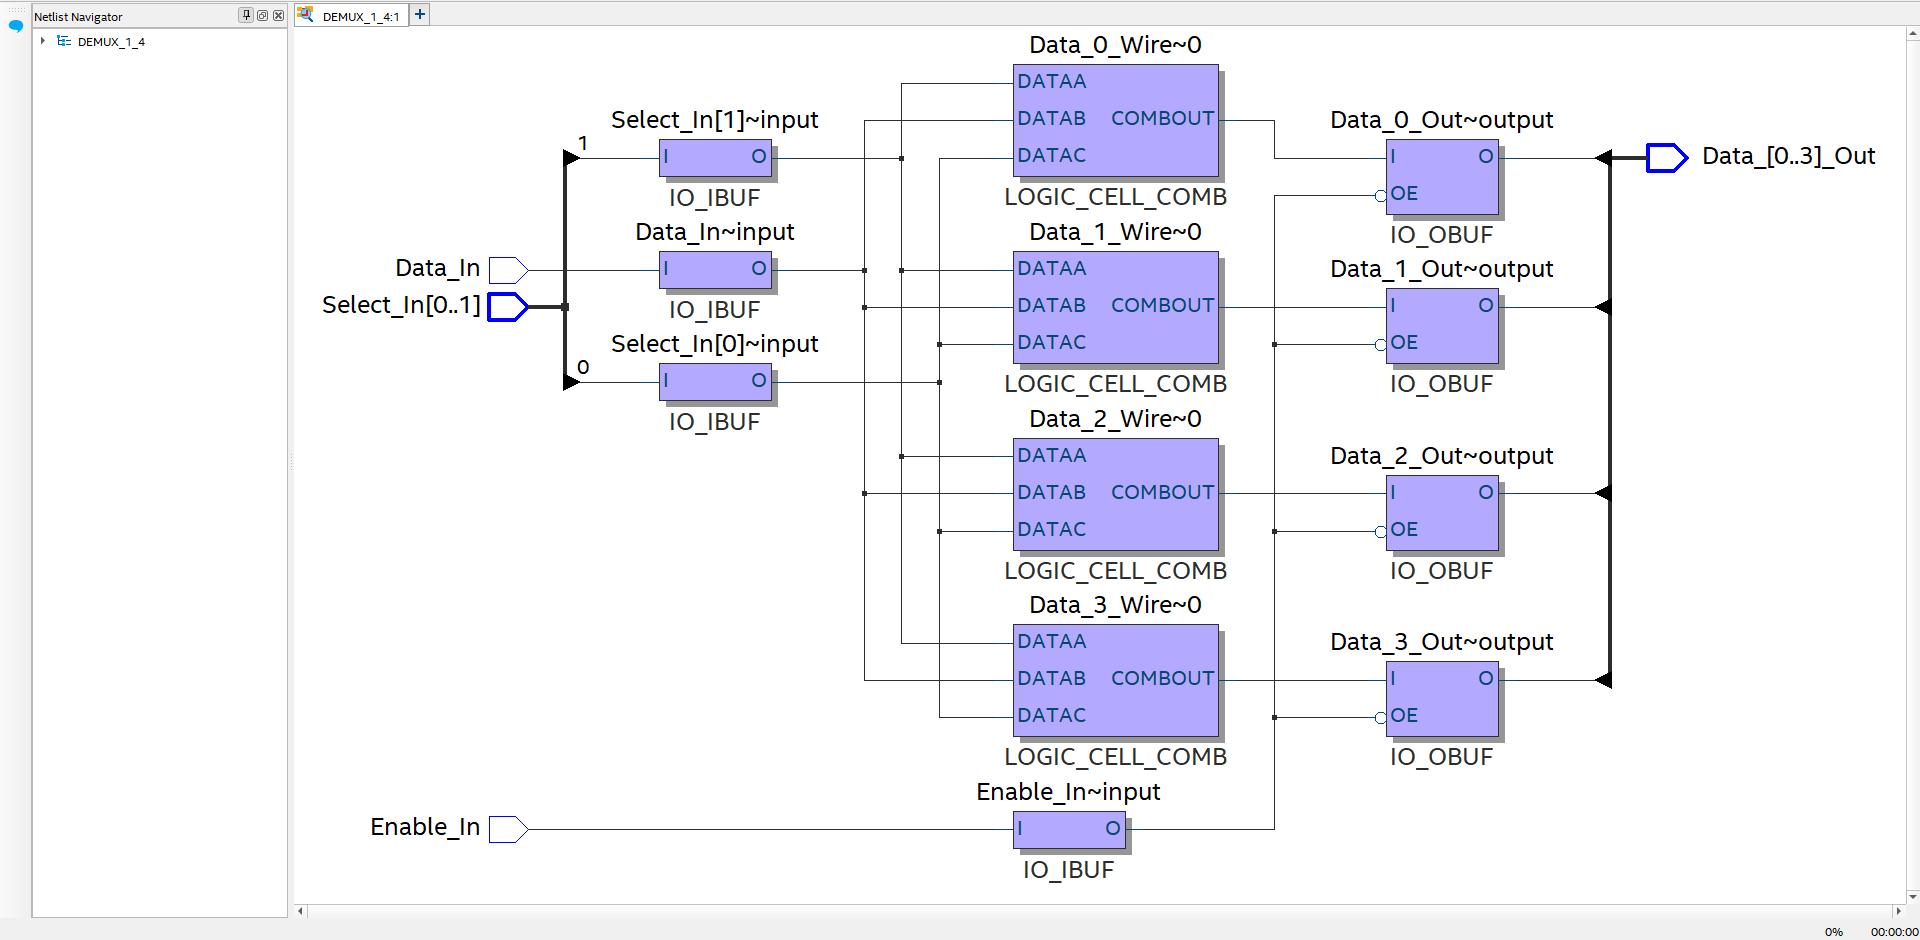 Netlist Navigator
DEMUX_1_4:1
+
DEMUX_1_4
Data_0_Wire~0
DATAA
DATAB COMBOUT
DATAC
LOGIC_CELL_COMB
Select_In[1]~input
1
I O
IO_IBUF
Data_0_Out~output
I O
OE
IO_OBUF
Data_[0..3]_Out
Data_In~input
Data_In
I O
IO_IBUF
Select_In[0..1]
Data_1_Wire~0
DATAA
DATAB COMBOUT
DATAC
LOGIC_CELL_COMB
Data_1_Out~output
I O
OE
IO_OBUF
Select_In[0]~input
0
I O
IO_IBUF
Data_2_Wire~0
DATAA
DATAB COMBOUT
DATAC
LOGIC_CELL_COMB
Data_2_Out~output
I O
OE
IO_OBUF
Data_3_Wire~0
DATAA
DATAB COMBOUT
DATAC
LOGIC_CELL_COMB
Data_3_Out~output
I O
OE
IO_OBUF
Enable_In~input
Enable_In
I O
IO_IBUF
0% 00:00:00